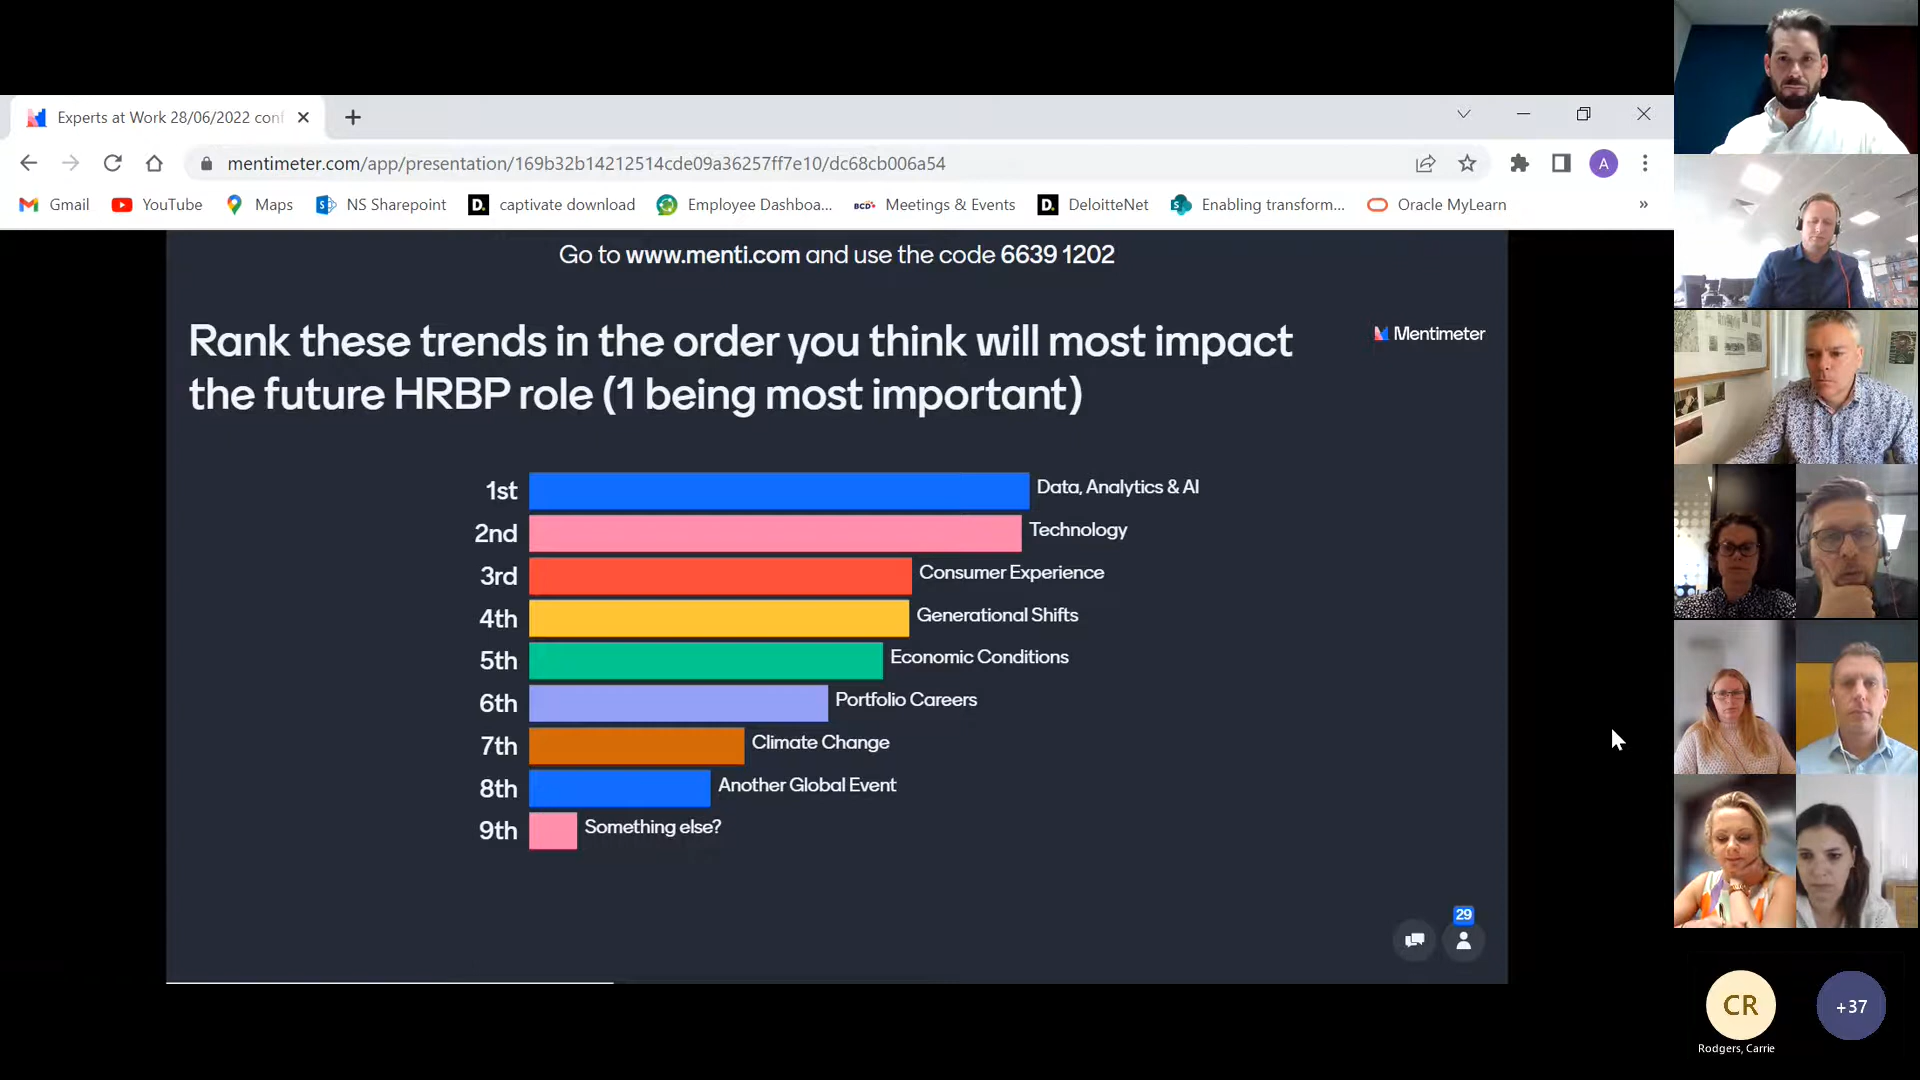 Experts at Work 28/06/2022 conf
mentimeter.com/app/presentation/169b32b14212514cde09a36257ff7e10/dc68cb006a54
A
Gmail
YouTube
Maps
NS Sharepoint
D.
captivate download
Employee Dashboa...
BCD
Meetings & Events
D.
DeloitteNet
Enabling transform...
Oracle MyLearn
»
Go to www.menti.com and use the code 6639 1202
Rank these trends in the order you think will most impact
the future HRBP role (1 being most important)
Mentimeter
1st Data, Analytics & AI
2nd Technology
3rd Consumer Experience
4th Generational Shifts
5th Economic Conditions
6th Portfolio Careers
7th Climate Change
8th Another Global Event
9th Something else?
29
CR
+37
Rodgers, Carrie